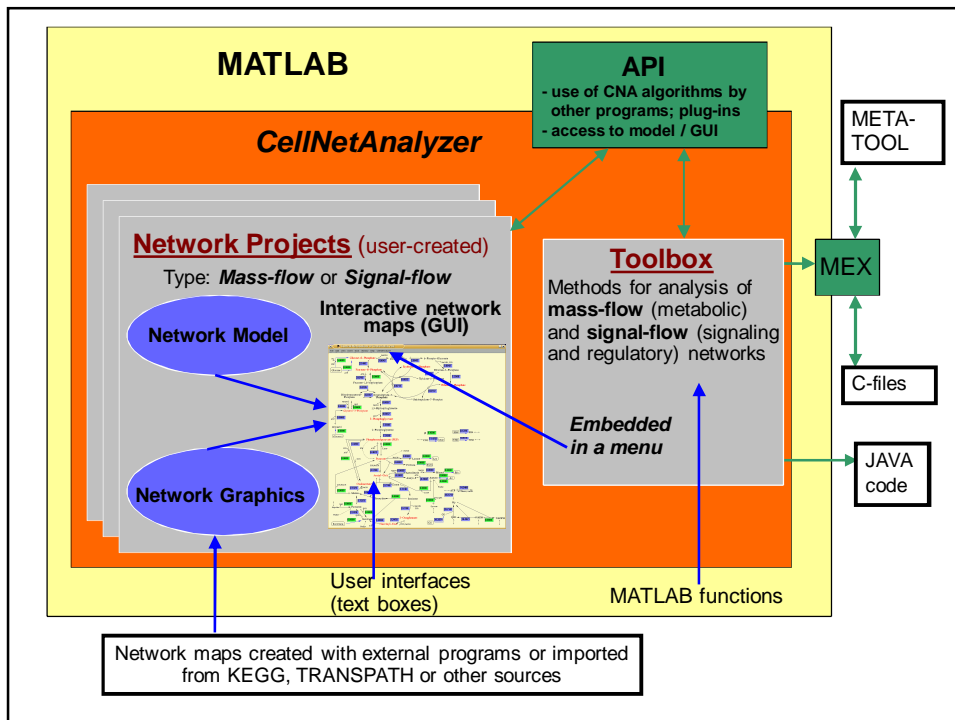 MATLAB
API
- use of CNA algorithms by
other programs; plug-ins
- access to model / GUI
CellNetAnalyzer
META-
TOOL
MEX
C-files
JAVA
code
Network Projects (user-created)
Type: Mass-flow or Signal-flow
Interactive network
maps (GUI)
Network Model
Network Graphics
Toolbox
Methods for analysis of
mass-flow (metabolic)
and signal-flow (signaling
and regulatory) networks
Embedded
in a menu
User interfaces
(text boxes)
MATLAB functions
Network maps created with external programs or imported
from KEGG, TRANSPATH or other sources